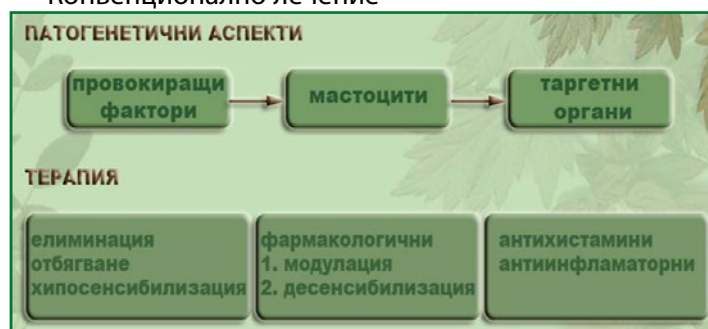 Конвенционално лечение
ПАТОГЕНЕТИЧНИ АСПЕКТИ
провокиращи
фактори
мастоцити
таргетни
органи
ТЕРАПИЯ
елиминация
отбягване
хипосенсибилизация
фармакологични
1. модулация
2. десенсибилизация
антихистамини
антиинфламаторни